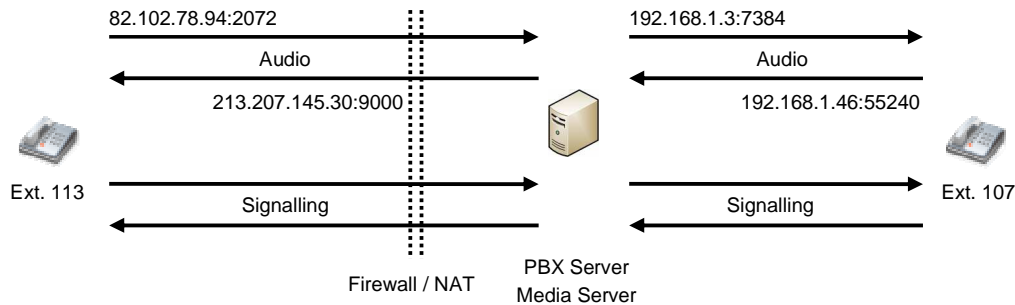 82.102.78.94:2072
192.168.1.3:7384
Audio
Audio
213.207.145.30:9000
192.168.1.46:55240
Ext. 113
Ext. 107
Signalling
Signalling
Firewall / NAT
PBX Server
Media Server